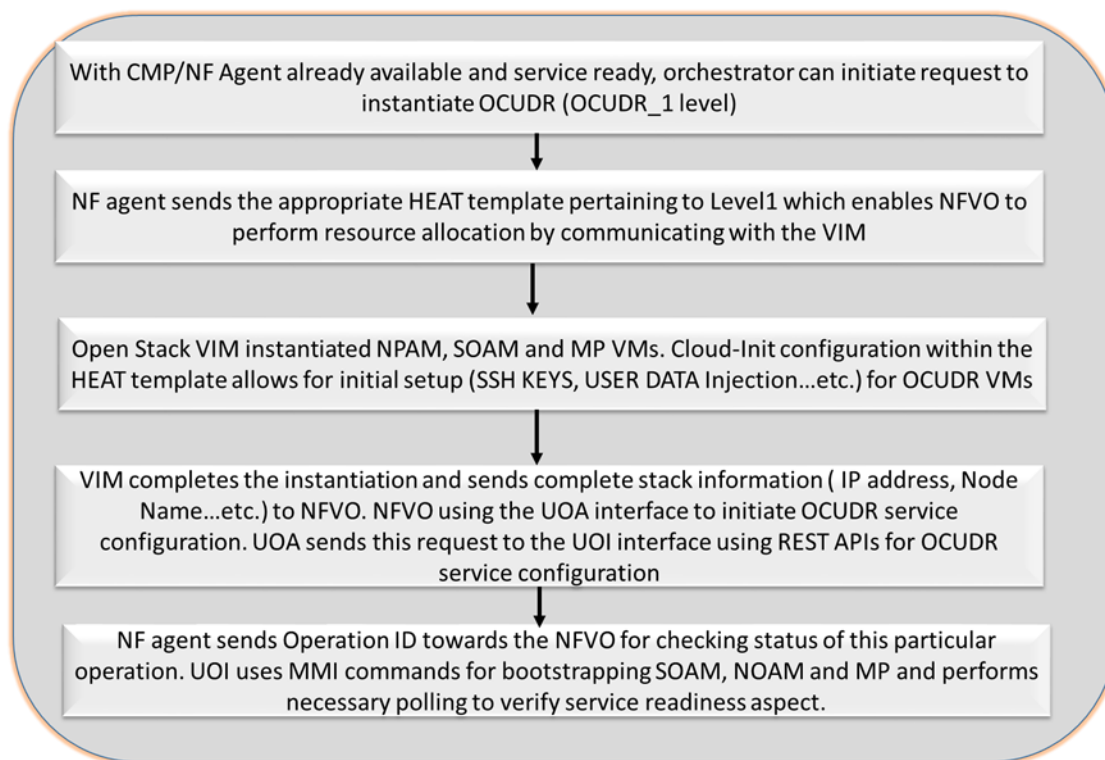 With CMP/NF Agent already available and service ready, orchestrator can initiate request to
instantiate OCUDR (OCUDR_1 level)
NF agent sends the appropriate HEAT template pertaining to Level1 which enables NFVO to
perform resource allocation by communicating with the VIM
Open Stack VIM instantiated NPAM, SOAM and MP VMs. Cloud-Init configuration within the
HEAT template allows for initial setup (SSH KEYS, USER DATA Injection...etc.) for OCUDR VMs
VIM completes the instantiation and sends complete stack information ( IP address, Node
Name...etc.) to NFVO. NFVO using the UOA interface to initiate OCUDR service
configuration. UOA sends this request to the UOI interface using REST APIs for OCUDR
service configuration
NF agent sends Operation ID towards the NFVO for checking status of this particular
operation. UOI uses MMI commands for bootstrapping SOAM, NOAM and MP and performs
necessary polling to verify service readiness aspect.